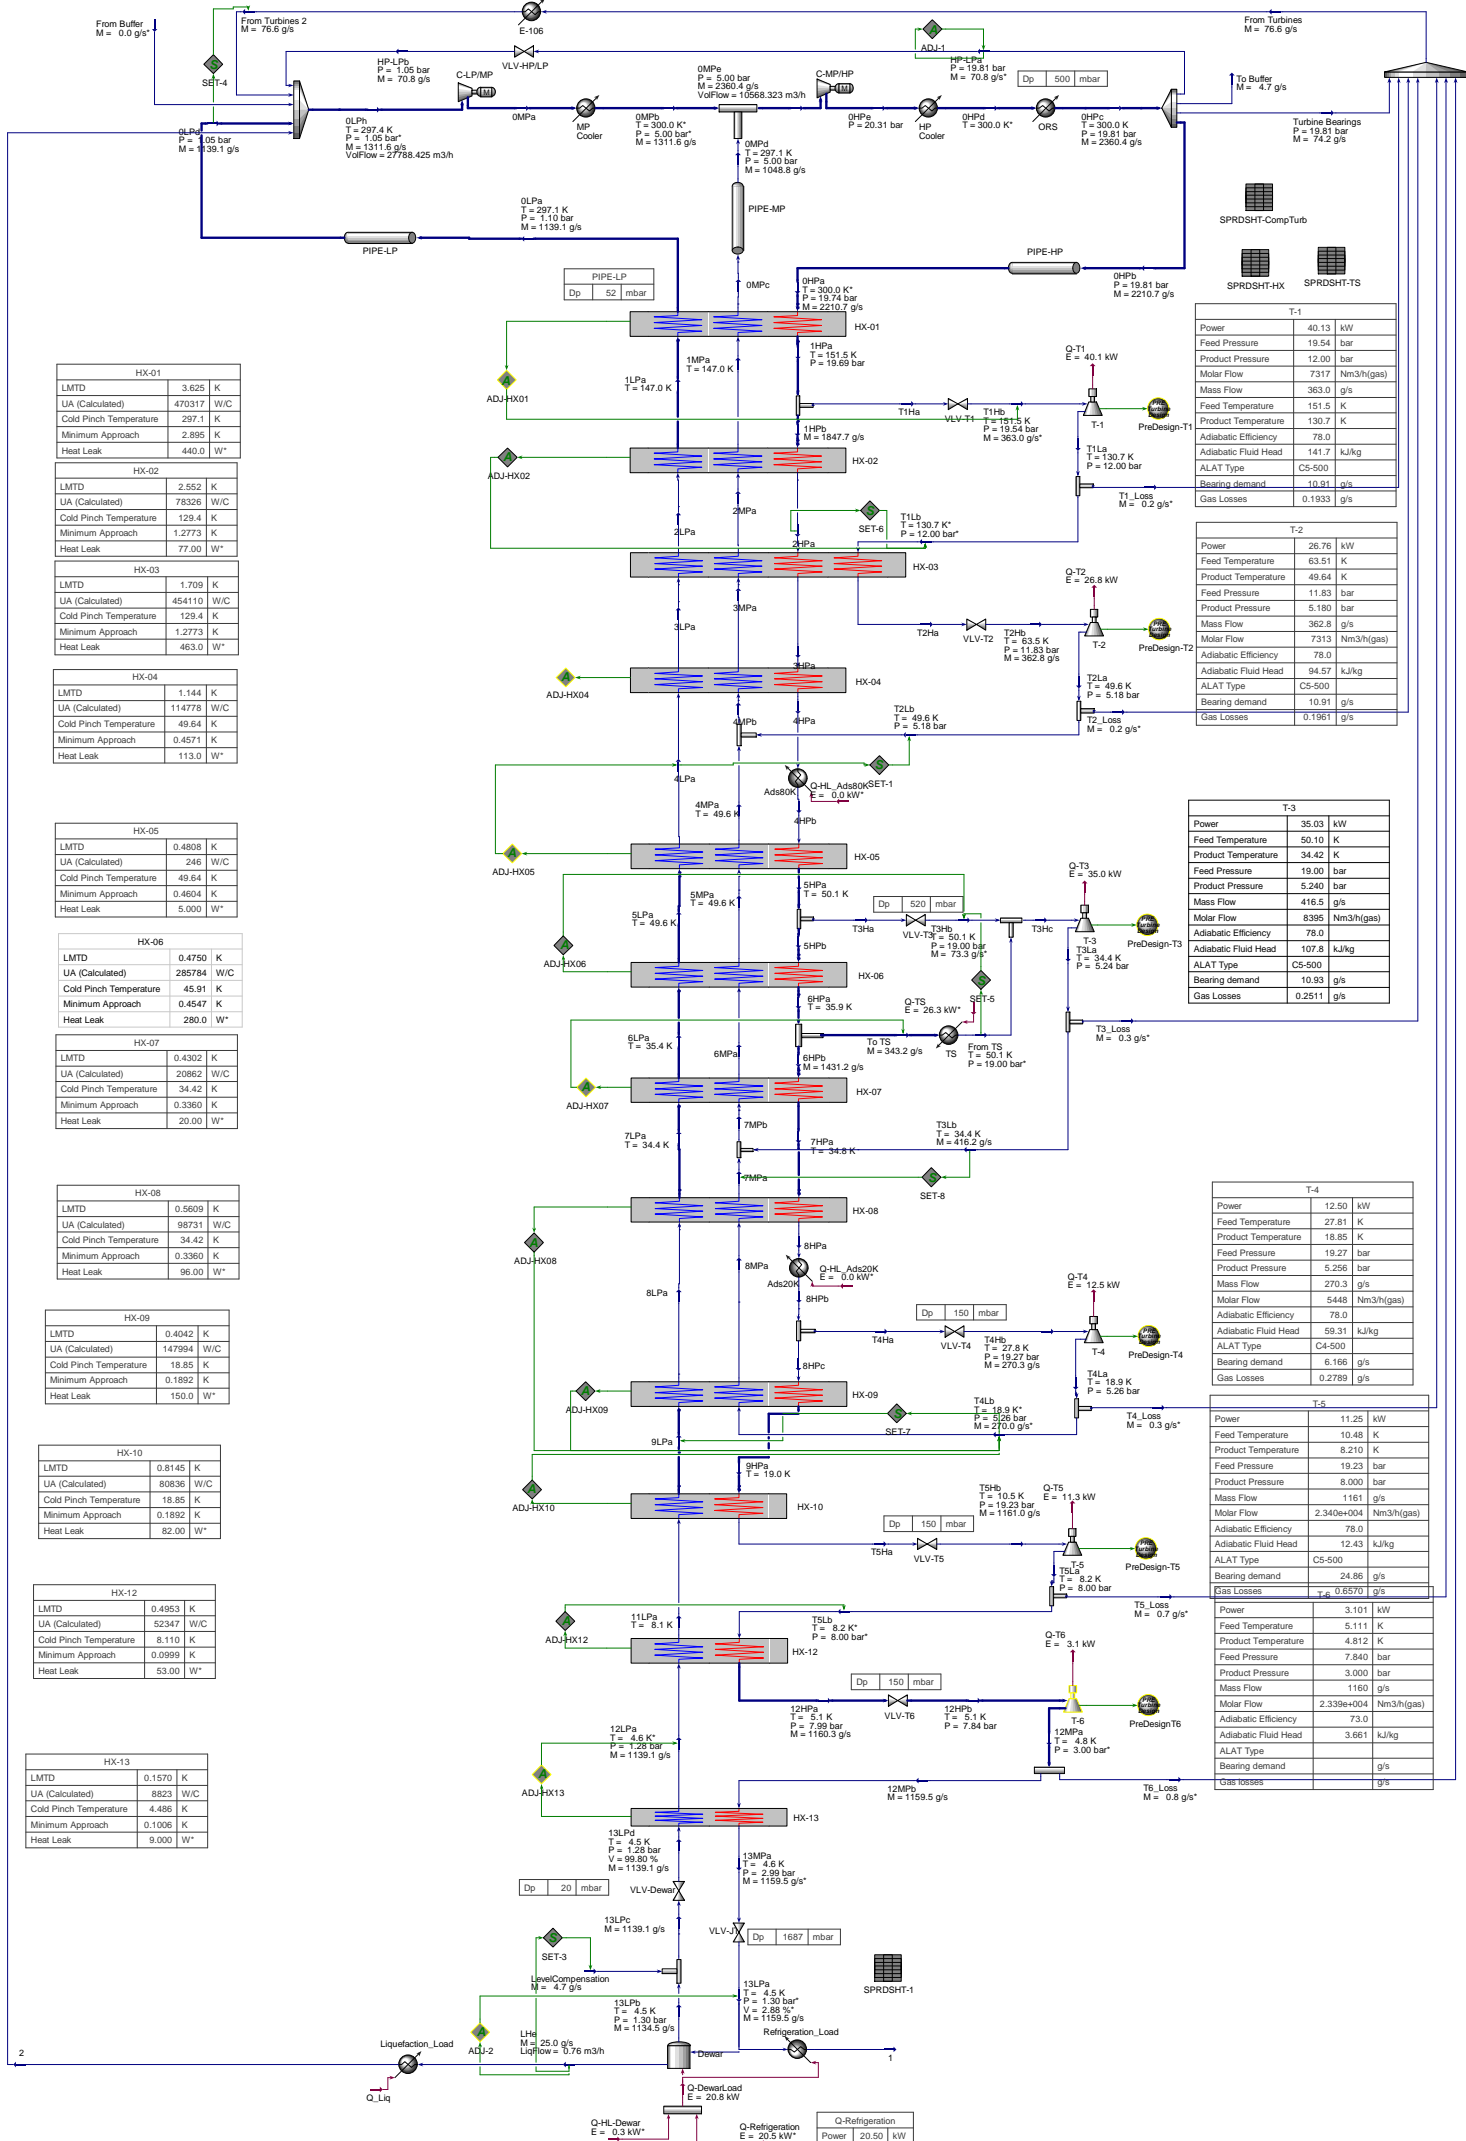 From Buffer
M = 0.0 g/s*
From Turbines 2
M = 76.6 g/s
E-106
From Turbines
M = 76.6 g/s
SET-4
HP-LPb
P = 1.05 bar
M = 70.8 g/s
VLV-HP/LP
ADJ-1
HP-LPa
P = 19.81 bar
M = 70.8 g/s*
Dp 500 mbar
To Buffer
M = 4.7 g/s
C-LP/MP
0MPe
P = 5.00 bar
M = 2360.4 g/s
VolFlow = 10568.323 m3/h
C-MP/HP
0LPh
T = 297.4 K
P = 1.05 bar*
M = 1311.6 g/s
VolFlow = 27788.425 m3/h
0MPa
MP
Cooler
0MPb
T = 300.0 K*
P = 5.00 bar*
M = 1311.6 g/s
0HPe
P = 20.31 bar
HP
Cooler
0HPd
T = 300.0 K*
ORS
0HPc
T = 300.0 K
P = 19.81 bar
M = 2360.4 g/s
Turbine Bearings
P = 19.81 bar
M = 74.2 g/s
0LPd
P = 1.05 bar
M = 1139.1 g/s
0MPd
T = 297.1 K
P = 5.00 bar
M = 1048.8 g/s
PIPE-MP
SPRDSHT-CompTurb
0LPa
T = 297.1 K
P = 1.10 bar
M = 1139.1 g/s
PIPE-LP
PIPE-HP
0HPb
P = 19.81 bar
M = 2210.7 g/s
SPRDSHT-HX
SPRDSHT-TS
PIPE-LP
Dp 52 mbar
0MPc
0HPa
T = 300.0 K*
P = 19.74 bar
M = 2210.7 g/s
HX-01
T-1
Power 40.13 kW
Feed Pressure 19.54 bar
Product Pressure 12.00 bar
Molar Flow 7317 Nm3/h(gas)
Mass Flow 363.0 g/s
Feed Temperature 151.5 K
Product Temperature 130.7 K
Adiabatic Efficiency 78.0
Adiabatic Fluid Head 141.7 kJ/kg
ALAT Type C5-500
Bearing demand 10.91 g/s
Gas Losses 0.1933 g/s
HX-01
LMTD 3.625 K
UA (Calculated) 470317 W/C
Cold Pinch Temperature 297.1 K
Minimum Approach 2.895 K
Heat Leak 440.0 W*
ADJ-HX01
1LPa
T = 147.0 K
1MPa
T = 147.0 K
1HPa
T = 151.5 K
P = 19.69 bar
Q-T1
E = 40.1 kW
T1Ha
VLV-T1
T1Hb
T = 151.5 K
P = 19.54 bar
M = 363.0 g/s*
T-1
PreDesign-T1
1HPb
M = 1847.7 g/s
ADJ-HX02
HX-02
T1La
T = 130.7 K
P = 12.00 bar
T1_Loss
M = 0.2 g/s*
HX-02
LMTD 2.552 K
UA (Calculated) 78326 W/C
Cold Pinch Temperature 129.4 K
Minimum Approach 1.2773 K
Heat Leak 77.00 W*
2LPa
2MPa
2HPa
SET-6
T1Lb
T = 130.7 K*
P = 12.00 bar*
HX-03
HX-03
LMTD 1.709 K
UA (Calculated) 454110 W/C
Cold Pinch Temperature 129.4 K
Minimum Approach 1.2773 K
Heat Leak 463.0 W*
T-2
Power 26.76 kW
Feed Temperature 63.51 K
Product Temperature 49.64 K
Feed Pressure 11.83 bar
Product Pressure 5.180 bar
Mass Flow 362.8 g/s
Molar Flow 7313 Nm3/h(gas)
Adiabatic Efficiency 78.0
Adiabatic Fluid Head 94.57 kJ/kg
ALAT Type C5-500
Bearing demand 10.91 g/s
Gas Losses 0.1961 g/s
Q-T2
E = 26.8 kW
3LPa
3MPa
3HPa
T2Ha
VLV-T2
T2Hb
T = 63.5 K
P = 11.83 bar
M = 362.8 g/s
T-2
PreDesign-T2
ADJ-HX04
HX-04
HX-04
LMTD 1.144 K
UA (Calculated) 114778 W/C
Cold Pinch Temperature 49.64 K
Minimum Approach 0.4571 K
Heat Leak 113.0 W*
T2La
T = 49.6 K
P = 5.18 bar
T2_Loss
M = 0.2 g/s*
4MPb
4HPa
T2Lb
T = 49.6 K
P = 5.18 bar
4LPa
SET-1
Ads80K
Q-HL_Ads80K
E = 0.0 kW*
4MPa
T = 49.6 K
4HPb
ADJ-HX05
HX-05
HX-05
LMTD 0.4808 K
UA (Calculated) 246 W/C
Cold Pinch Temperature 49.64 K
Minimum Approach 0.4604 K
Heat Leak 5.000 W*
T-3
Power 35.03 kW
Feed Temperature 50.10 K
Product Temperature 34.42 K
Feed Pressure 19.00 bar
Product Pressure 5.240 bar
Mass Flow 416.5 g/s
Molar Flow 8395 Nm3/h(gas)
Adiabatic Efficiency 78.0
Adiabatic Fluid Head 107.8 kJ/kg
ALAT Type C5-500
Bearing demand 10.93 g/s
Gas Losses 0.2511 g/s
5LPa
T = 49.6 K
5MPa
T = 49.6 K
5HPa
T = 50.1 K
Dp 520 mbar
Q-T3
E = 35.0 kW
T3Ha
VLV-T3
T3Hb
T = 50.1 K
P = 19.00 bar
M = 73.3 g/s*
T3Hc
T-3
PreDesign-T3
5HPb
ADJ-HX06
HX-06
T3La
T = 34.4 K
P = 5.24 bar
HX-06
LMTD 0.4750 K
UA (Calculated) 285784 W/C
Cold Pinch Temperature 45.91 K
Minimum Approach 0.4547 K
Heat Leak 280.0 W*
SET-5
6LPa
T = 35.4 K
6MPa
6HPa
T = 35.9 K
Q-TS
E = 26.3 kW*
To TS
M = 343.2 g/s
TS
From TS
T = 50.1 K
P = 19.00 bar*
T3_Loss
M = 0.3 g/s*
6HPb
M = 1431.2 g/s
ADJ-HX07
HX-07
HX-07
LMTD 0.4302 K
UA (Calculated) 20862 W/C
Cold Pinch Temperature 34.42 K
Minimum Approach 0.3360 K
Heat Leak 20.00 W*
7LPa
T = 34.4 K
7MPb
7HPa
T = 34.8 K
T3Lb
T = 34.4 K
M = 416.2 g/s
7MPa
SET-8
HX-08
HX-08
LMTD 0.5609 K
UA (Calculated) 98731 W/C
Cold Pinch Temperature 34.42 K
Minimum Approach 0.3360 K
Heat Leak 96.00 W*
ADJ-HX08
8LPa
8MPa
8HPa
Ads20K
Q-HL_Ads20K
E = 0.0 kW*
8HPb
T-4
Power 12.50 kW
Feed Temperature 27.81 K
Product Temperature 18.85 K
Feed Pressure 19.27 bar
Product Pressure 5.256 bar
Mass Flow 270.3 g/s
Molar Flow 5448 Nm3/h(gas)
Adiabatic Efficiency 78.0
Adiabatic Fluid Head 59.31 kJ/kg
ALAT Type C4-500
Bearing demand 6.166 g/s
Gas Losses 0.2789 g/s
Q-T4
E = 12.5 kW
Dp 150 mbar
T4Ha
VLV-T4
T4Hb
T = 27.8 K
P = 19.27 bar
M = 270.3 g/s
T-4
PreDesign-T4
8HPc
HX-09
LMTD 0.4042 K
UA (Calculated) 147994 W/C
Cold Pinch Temperature 18.85 K
Minimum Approach 0.1892 K
Heat Leak 150.0 W*
ADJ-HX09
HX-09
T4La
T = 18.9 K
P = 5.26 bar
T4_Loss
M = 0.3 g/s*
SET-7
T4Lb
T = 18.9 K*
P = 5.26 bar
M = 270.0 g/s*
9LPa
9HPa
T = 19.0 K
HX-10
LMTD 0.8145 K
UA (Calculated) 80836 W/C
Cold Pinch Temperature 18.85 K
Minimum Approach 0.1892 K
Heat Leak 82.00 W*
ADJ-HX10
HX-10
T-5
Power 11.25 kW
Feed Temperature 10.48 K
Product Temperature 8.210 K
Feed Pressure 19.23 bar
Product Pressure 8.000 bar
Mass Flow 1161 g/s
Molar Flow 2.340e+004 Nm3/h(gas)
Adiabatic Efficiency 78.0
Adiabatic Fluid Head 12.43 kJ/kg
ALAT Type C5-500
Bearing demand 24.86 g/s
Gas Losses 0.6570 g/s
T5Hb
T = 10.5 K
P = 19.23 bar
M = 1161.0 g/s
Q-T5
E = 11.3 kW
Dp 150 mbar
T5Ha
VLV-T5
T-5
PreDesign-T5
T5La
T = 8.2 K
P = 8.00 bar
T5_Loss
M = 0.7 g/s*
11LPa
T = 8.1 K
T5Lb
T = 8.2 K*
P = 8.00 bar*
ADJ-HX12
HX-12
HX-12
LMTD 0.4953 K
UA (Calculated) 52347 W/C
Cold Pinch Temperature 8.110 K
Minimum Approach 0.0999 K
Heat Leak 53.00 W*
T-6
Power 3.101 kW
Feed Temperature 5.111 K
Product Temperature 4.812 K
Feed Pressure 7.840 bar
Product Pressure 3.000 bar
Mass Flow 1160 g/s
Molar Flow 2.339e+004 Nm3/h(gas)
Adiabatic Efficiency 73.0
Adiabatic Fluid Head 3.661 kJ/kg
ALAT Type
Bearing demand g/s
Gas losses g/s
Q-T6
E = 3.1 kW
Dp 150 mbar
12HPa
T = 5.1 K
P = 7.99 bar
M = 1160.3 g/s
VLV-T6
12HPb
T = 5.1 K
P = 7.84 bar
T-6
PreDesignT6
12MPa
T = 4.8 K
P = 3.00 bar*
12LPa
T = 4.6 K*
P = 1.28 bar
M = 1139.1 g/s
12MPb
M = 1159.5 g/s
T6_Loss
M = 0.8 g/s*
ADJ-HX13
HX-13
HX-13
LMTD 0.1570 K
UA (Calculated) 8823 W/C
Cold Pinch Temperature 4.486 K
Minimum Approach 0.1006 K
Heat Leak 9.000 W*
13LPd
T = 4.5 K
P = 1.28 bar
V = 99.80 %
M = 1139.1 g/s
13MPa
T = 4.6 K
P = 2.99 bar
M = 1159.5 g/s*
Dp 20 mbar
VLV-Dewar
13LPc
M = 1139.1 g/s
VLV-J
Dp 1687 mbar
SET-3
LevelCompensation
M = 4.7 g/s
SPRDSHT-1
13LPb
T = 4.5 K
P = 1.30 bar
M = 1134.5 g/s
13LPa
T = 4.5 K
P = 1.30 bar*
V = 2.88 %*
M = 1159.5 g/s
ADJ-2
LHe
M = 25.0 g/s
LiqFlow = 0.76 m3/h
Liquefaction_Load
Dewar
Refrigeration_Load
2
1
Q_Liq
Q-DewarLoad
E = 20.8 kW
Q-HL-Dewar
E = 0.3 kW*
Q-Refrigeration
E = 20.5 kW*
Q-Refrigeration
Power 20.50 kW